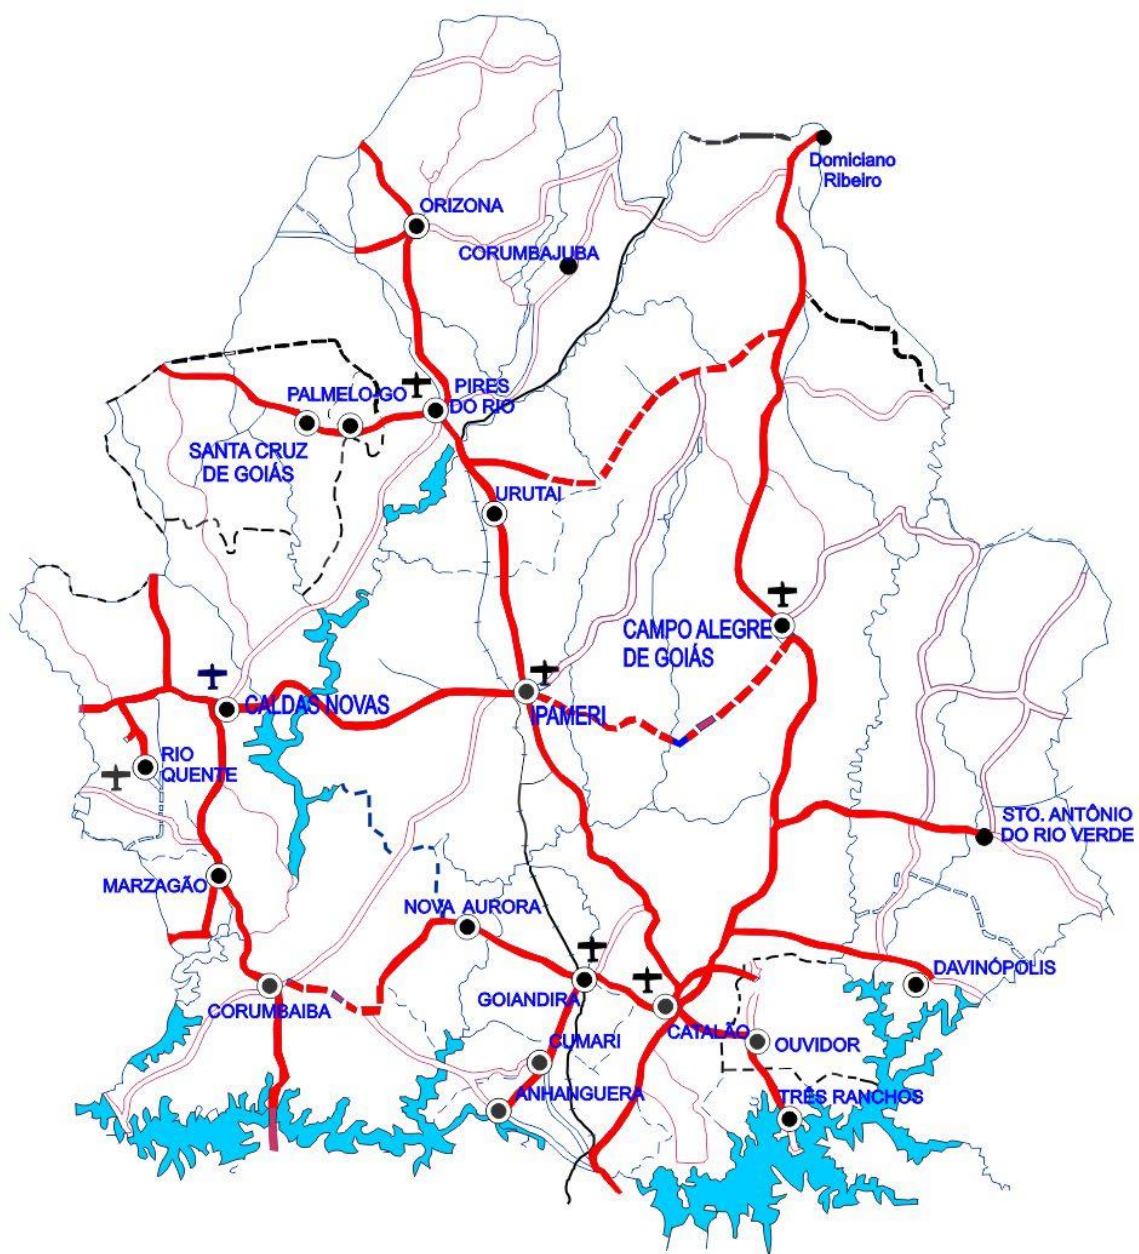 Domiciano
Ribeiro
ORIZONA
CORUMBAJUBA
PALMELO-GO
PIRES
DO RIO
SANTA CRUZ
DE GOIÁS
URUTAI
CAMPO ALEGRE
DE GOIÁS
CALDAS NOVAS
IPAMERI
RIO
QUENTE
STO. ANTÔNIO
DO RIO VERDE
MARZAGÃO
NOVA AURORA
DAVINÓPOLIS
GOIANDIRA
CORUMBAIBA
CATALÃO
CUMARI
OUVIDOR
ANHANGUERA
TRÊS RANCHOS